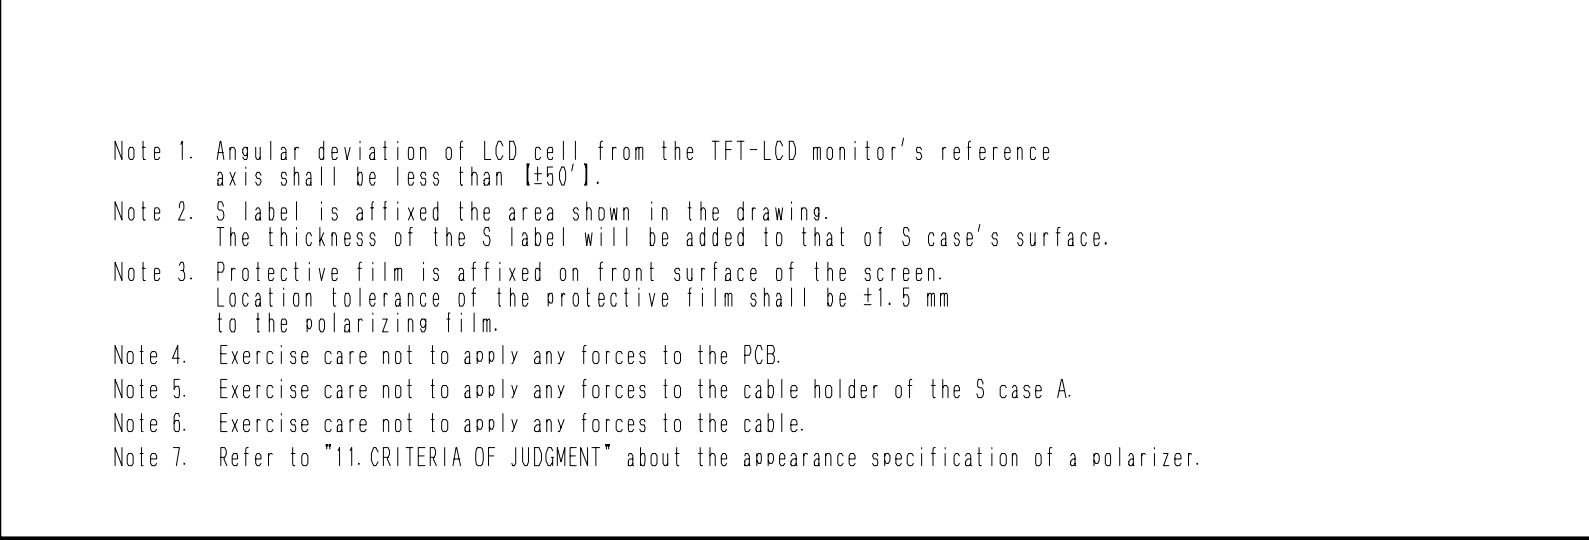 Note 1. Angular deviation of LCD cell from the TFT-LCD monitor's reference
axis shall be less than 【±50'】.
Note 2. S label is affixed the area shown in the drawing.
The thickness of the S label will be added to that of S case's surface.
Note 3. Protective film is affixed on front surface of the screen.
Location tolerance of the protective film shall be ±1.5 mm
to the polarizing film.
Note 4. Exercise care not to apply any forces to the PCB.
Note 5. Exercise care not to apply any forces to the cable holder of the S case A.
Note 6. Exercise care not to apply any forces to the cable.
Note 7. Refer to "11.CRITERIA OF JUDGMENT" about the appearance specification of a polarizer.